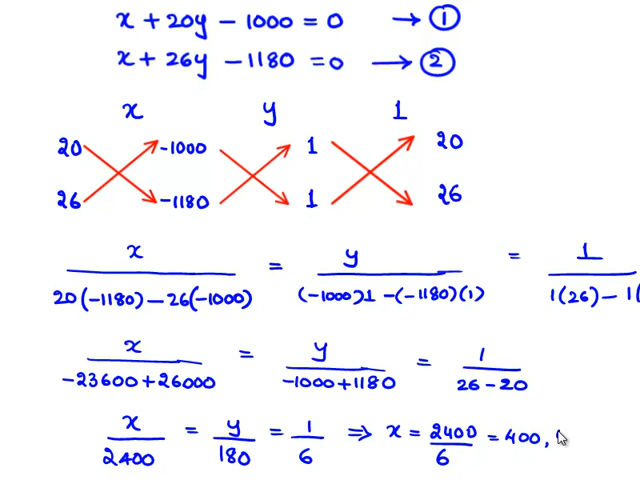 x + 20y - 1000 = 0 → ①
x + 26y - 1180 = 0 → ②
x y 1
20 -1000 1 20
26 -1180 1 26
x / 20(-1180) - 26(-1000) = y / (-1000)1 - (-1180)(1) = 1 / 1(26) - 1(
x / -23600 + 26000 = y / -1000 + 1180 = 1 / 26 - 20
x / 2400 = y / 180 = 1 / 6 ⇒ x = 2400 / 6 = 400,